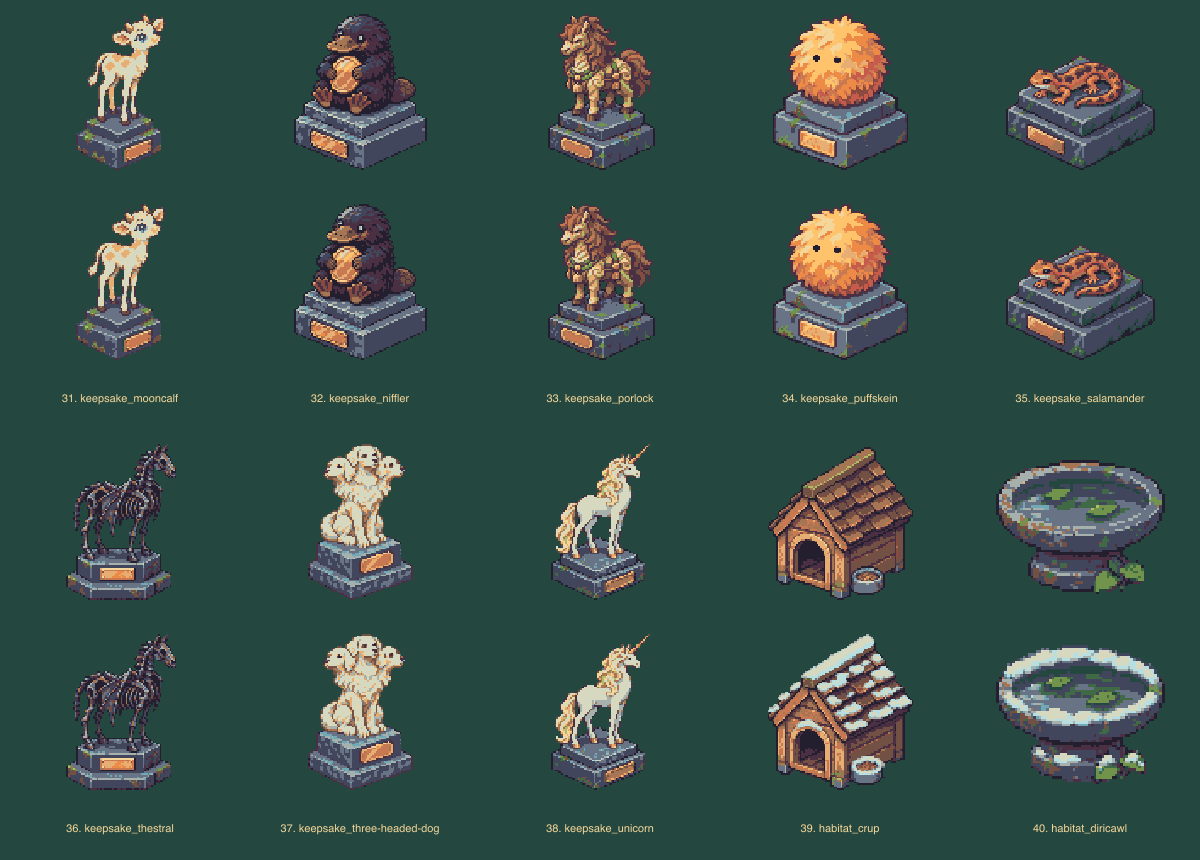 31. keepsake_mooncalf
32. keepsake_niffler
33. keepsake_porlock
34. keepsake_puffskein
35. keepsake_salamander
36. keepsake_thestral
37. keepsake_three-headed-dog
38. keepsake_unicorn
39. habitat_crup
40. habitat_diricawl